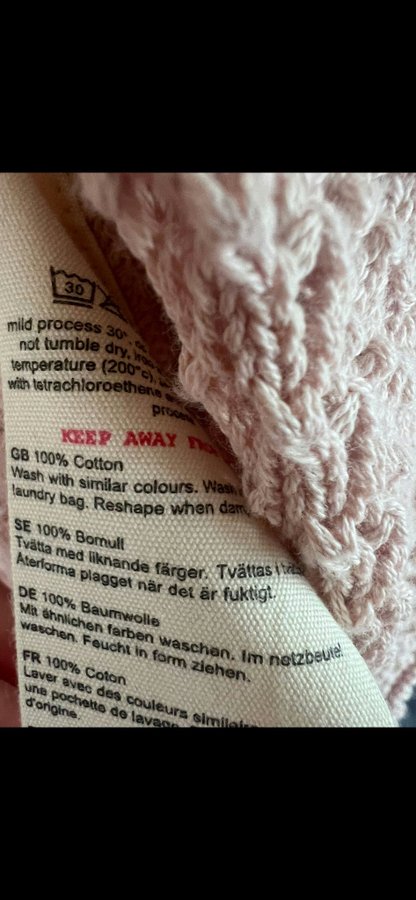 30
mild process 30°
not tumble dry, iron
temperature (200°c),
with tetrachloroethene
KEEP AWAY
GB 100% Cotton
Wash with similar colours. Wash
laundry bag. Reshape when damp
SE 100% Bomull
Tvätta med liknande färger. Tvättas i
Återforma plagget när det är fuktigt.
DE 100% Baumwolle
Mit ähnlichen farben waschen. Im netzbeutel
waschen. Feucht in form ziehen.
FR 100% Coton
Laver avec des couleurs similaires
une pochette de lavage.
d'origine.